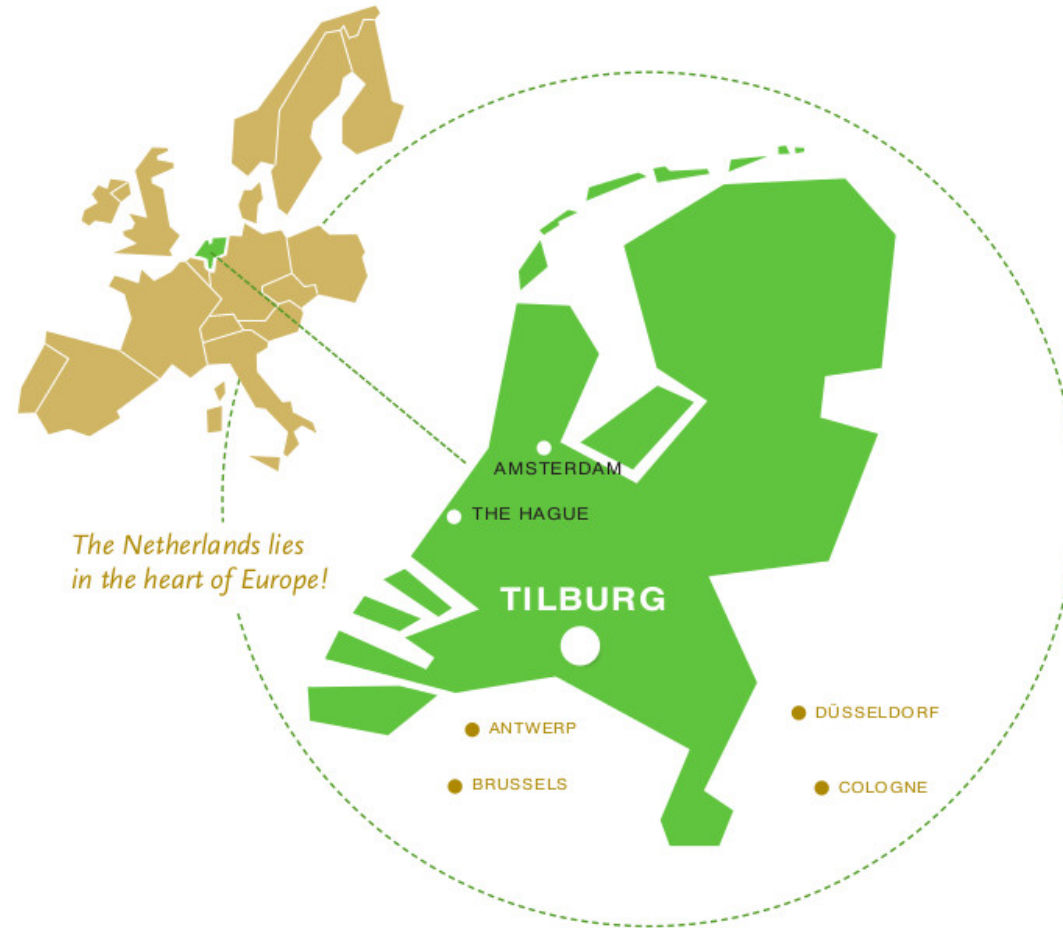 AMSTERDAM
THE HAGUE
The Netherlands lies
in the heart of Europe!
TILBURG
ANTWERP
DÜSSELDORF
BRUSSELS
COLOGNE